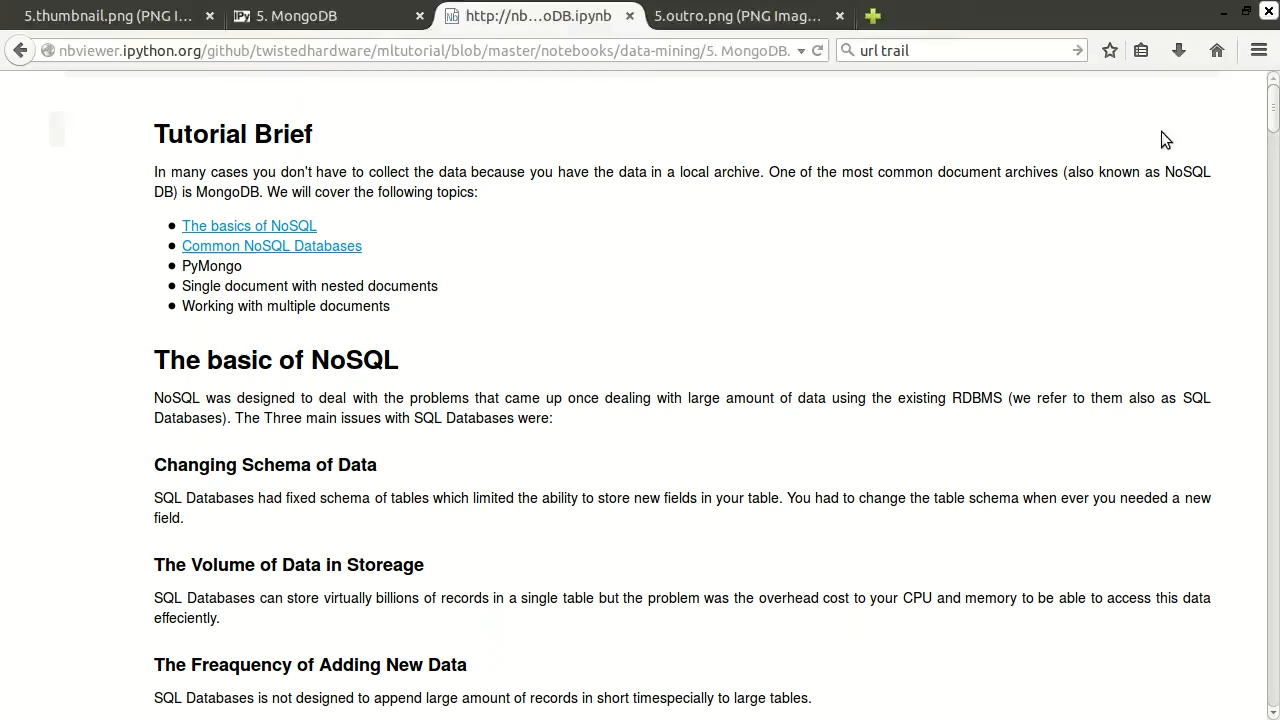 5.thumbnail.png (PNG I...
IPy 5. MongoDB
Nb http://nb...oDB.ipynb
5.outro.png (PNG Imag...
nbviewer.ipython.org/github/twistedhardware/mltutorial/blob/master/notebooks/data-mining/5. MongoDB.
url trail
Tutorial Brief
In many cases you don't have to collect the data because you have the data in a local archive. One of the most common document archives (also known as NoSQL
DB) is MongoDB. We will cover the following topics:
● The basics of NoSQL
● Common NoSQL Databases
● PyMongo
● Single document with nested documents
● Working with multiple documents
The basic of NoSQL
NoSQL was designed to deal with the problems that came up once dealing with large amount of data using the existing RDBMS (we refer to them also as SQL
Databases). The Three main issues with SQL Databases were:
Changing Schema of Data
SQL Databases had fixed schema of tables which limited the ability to store new fields in your table. You had to change the table schema when ever you needed a new
field.
The Volume of Data in Storeage
SQL Databases can store virtually billions of records in a single table but the problem was the overhead cost to your CPU and memory to be able to access this data
effeciently.
The Freaquency of Adding New Data
SQL Databases is not designed to append large amount of records in short timespecially to large tables.